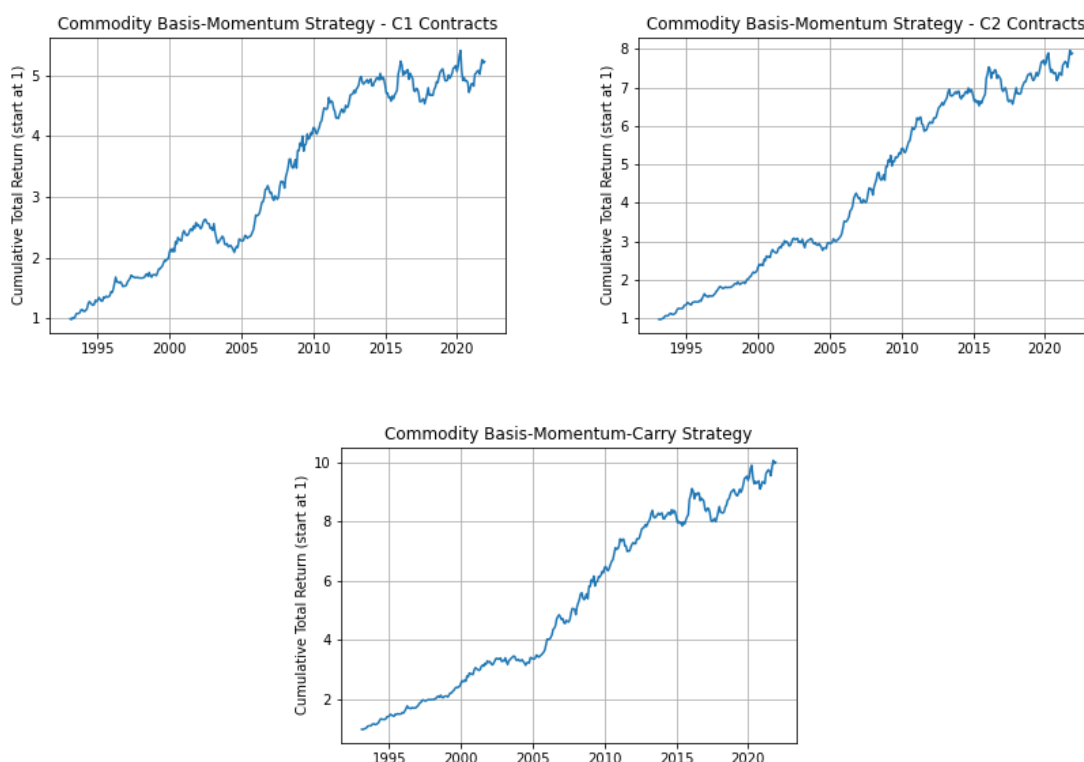 Commodity Basis-Momentum Strategy - C1 Contracts
Cumulative Total Return (start at 1)
5
4
3
2
1
1995 2000 2005 2010 2015 2020
Commodity Basis-Momentum Strategy - C2 Contracts
Cumulative Total Return (start at 1)
8
7
6
5
4
3
2
1
1995 2000 2005 2010 2015 2020
Commodity Basis-Momentum-Carry Strategy
Cumulative Total Return (start at 1)
10
8
6
4
2
1995 2000 2005 2010 2015 2020